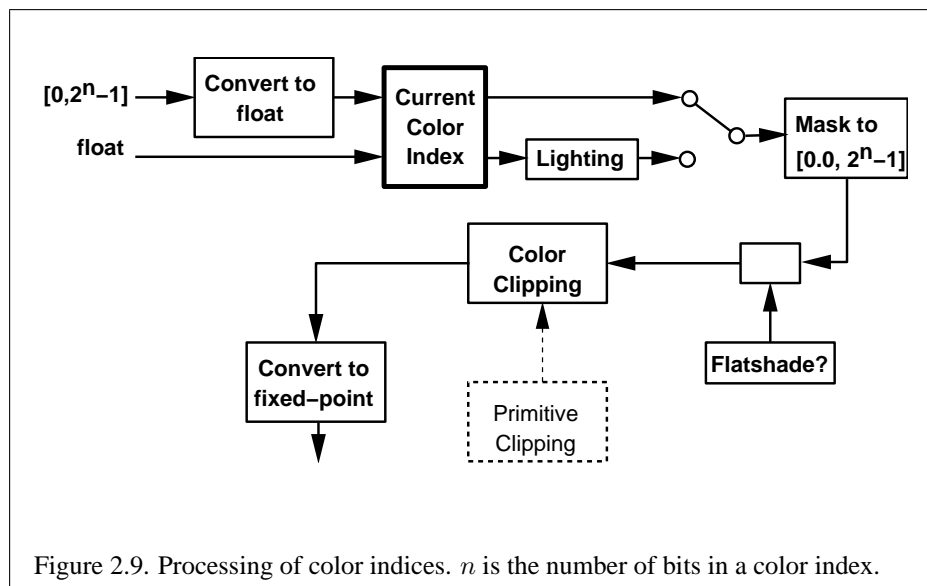 [0,2ⁿ−1]
Convert to
float
float
Current
Color
Index
Lighting
Mask to
[0.0, 2ⁿ−1]
Color
Clipping
Flatshade?
Convert to
fixed−point
Primitive
Clipping
Figure 2.9. Processing of color indices. n is the number of bits in a color index.